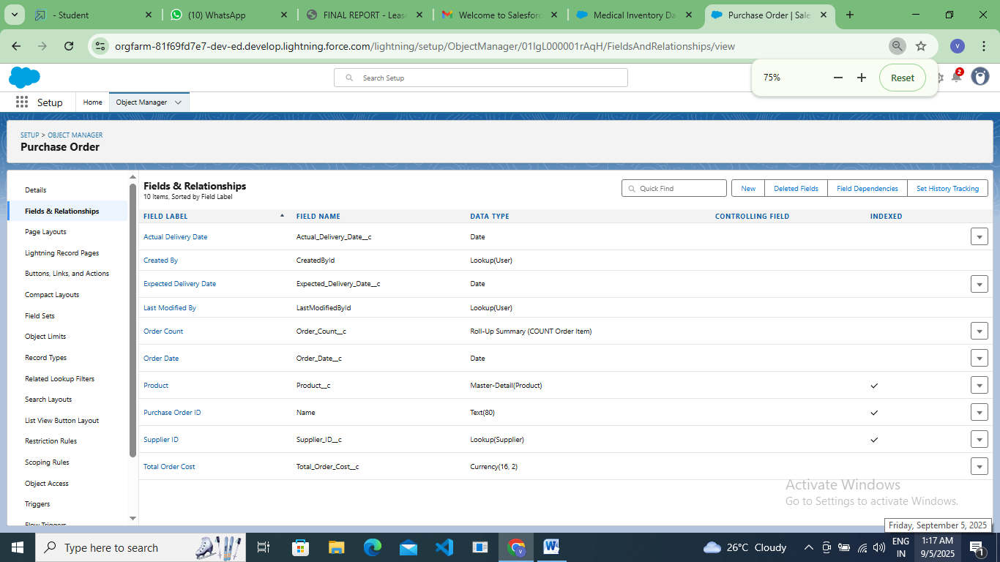 - Student
(10) WhatsApp
FINAL REPORT - Leas
Welcome to Salesforc
Medical Inventory Da
Purchase Order | Sale
orgfarm-81f69fd7e7-dev-ed.develop.lightning.force.com/lightning/setup/ObjectManager/01IgL000001rAqH/FieldsAndRelationships/view
V
75%
Reset
Search Setup
2
Setup
Home
Object Manager
SETUP > OBJECT MANAGER
Purchase Order
Details
Fields & Relationships
Page Layouts
Lightning Record Pages
Buttons, Links, and Actions
Compact Layouts
Field Sets
Object Limits
Record Types
Related Lookup Filters
Search Layouts
List View Button Layout
Restriction Rules
Scoping Rules
Object Access
Triggers
Flow Triggers
Fields & Relationships
10 Items, Sorted by Field Label
Quick Find
New
Deleted Fields
Field Dependencies
Set History Tracking
FIELD LABEL FIELD NAME DATA TYPE CONTROLLING FIELD INDEXED
Actual Delivery Date Actual_Delivery_Date__c Date
Created By CreatedById Lookup(User)
Expected Delivery Date Expected_Delivery_Date__c Date
Last Modified By LastModifiedById Lookup(User)
Order Count Order_Count__c Roll-Up Summary (COUNT Order Item)
Order Date Order_Date__c Date
Product Product__c Master-Detail(Product)
Purchase Order ID Name Text(80)
Supplier ID Supplier_ID__c Lookup(Supplier)
Total Order Cost Total_Order_Cost__c Currency(16, 2)
Activate Windows
Go to Settings to activate Windows.
Friday, September 5, 2025
Type here to search
26°C Cloudy
ENG
IN
1:17 AM
9/5/2025
1